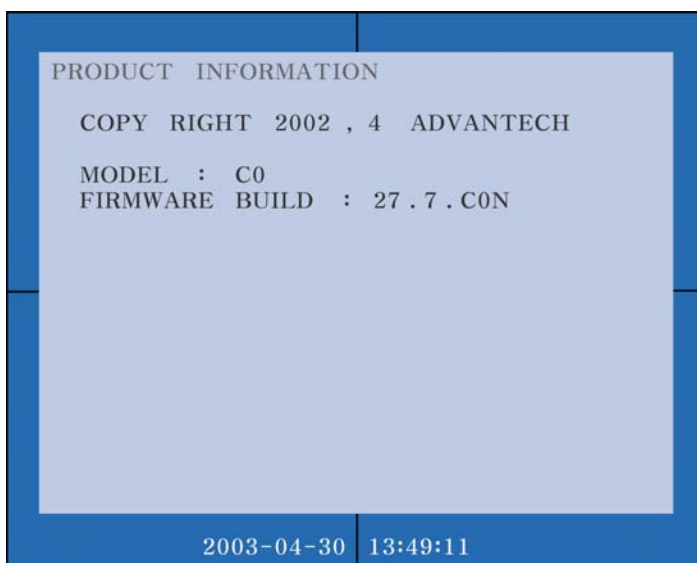 PRODUCT INFORMATION
COPY RIGHT 2002 , 4 ADVANTECH
MODEL : C0
FIRMWARE BUILD : 27 . 7 . C0N
2003-04-30 13:49:11